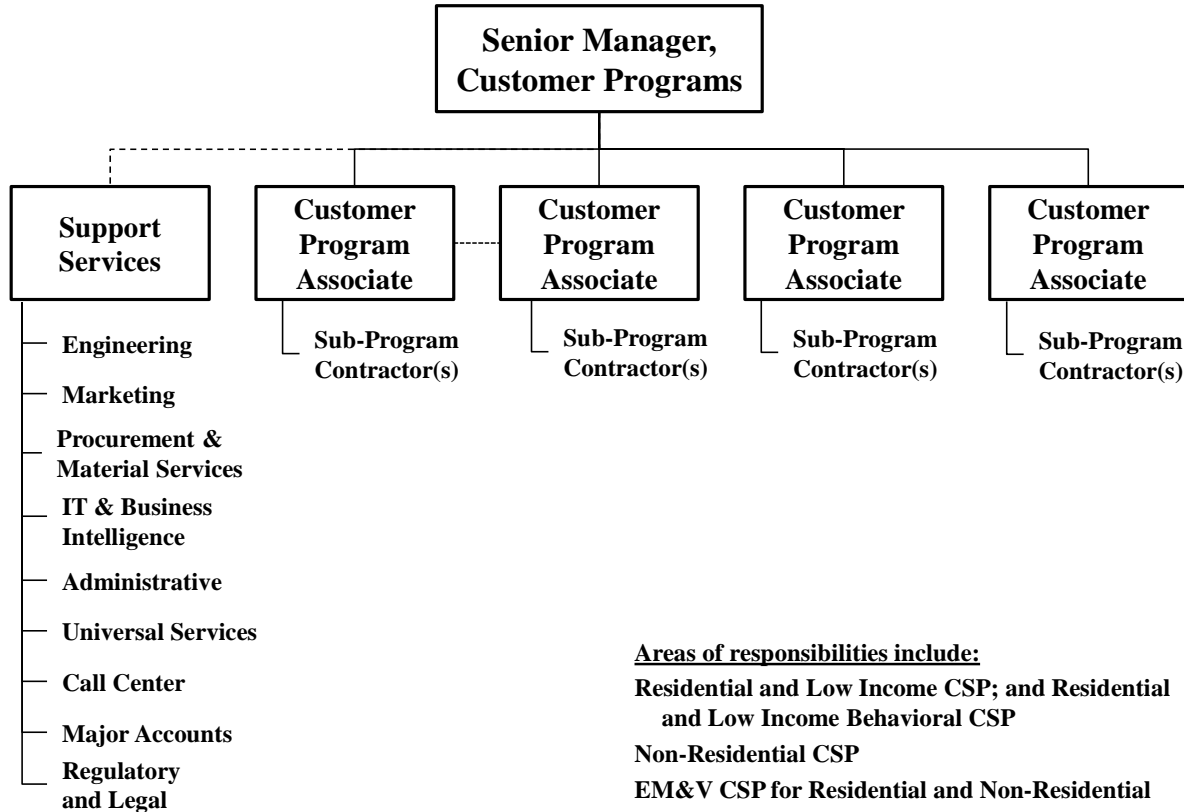 Senior Manager,
Customer Programs
Support
Services
Customer
Program
Associate
Customer
Program
Associate
Customer
Program
Associate
Customer
Program
Associate
Sub-Program
Contractor(s)
Sub-Program
Contractor(s)
Sub-Program
Contractor(s)
Sub-Program
Contractor(s)
Engineering
Marketing
Procurement &
Material Services
IT & Business
Intelligence
Administrative
Universal Services
Call Center
Major Accounts
Regulatory
and Legal
Areas of responsibilities include:
Residential and Low Income CSP; and Residential
and Low Income Behavioral CSP
Non-Residential CSP
EM&V CSP for Residential and Non-Residential